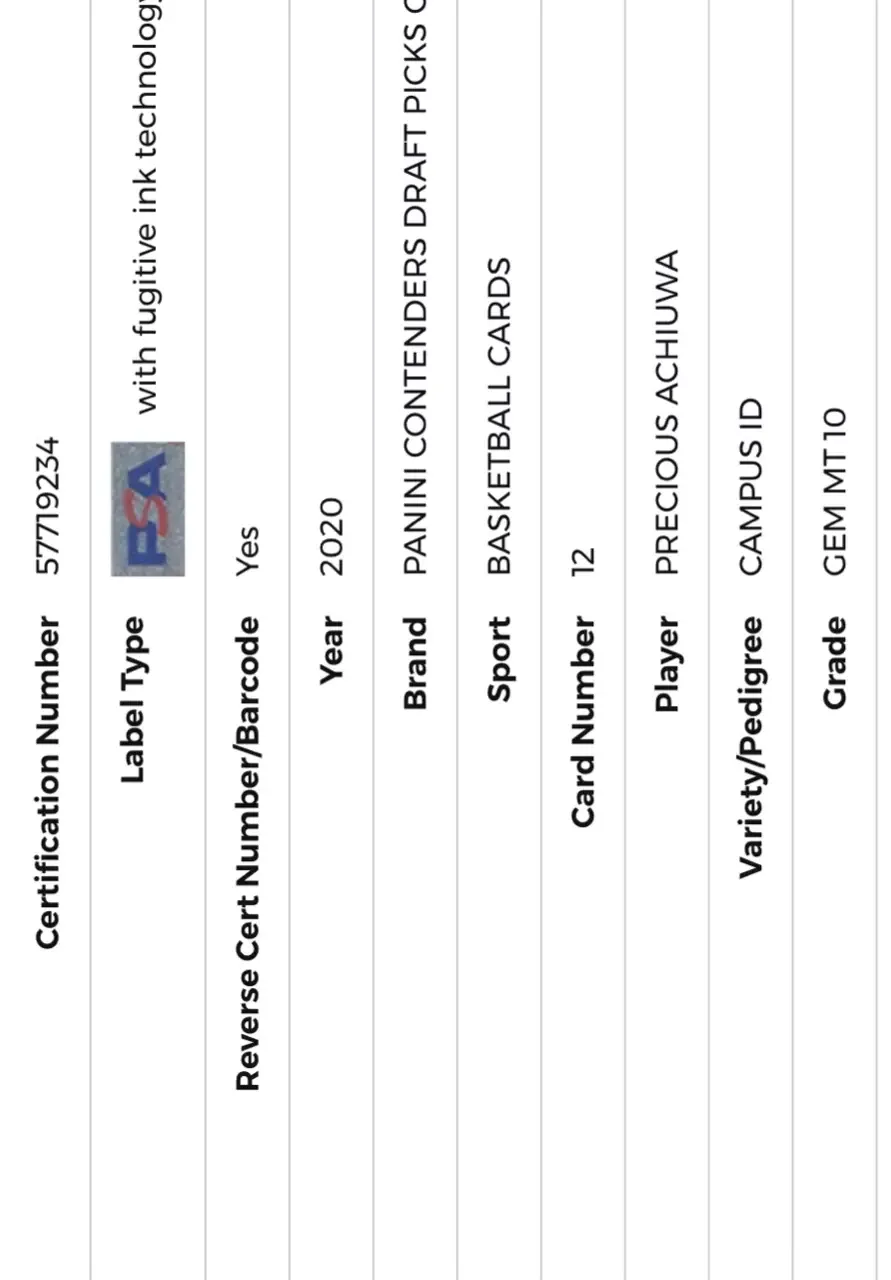 Certification Number 57719234
Label Type PSA with fugitive ink technology
Reverse Cert Number/Barcode Yes
Year 2020
Brand PANINI CONTENDERS DRAFT PICKS
Sport BASKETBALL CARDS
Card Number 12
Player PRECIOUS ACHIUWA
Variety/Pedigree CAMPUS ID
Grade GEM MT 10